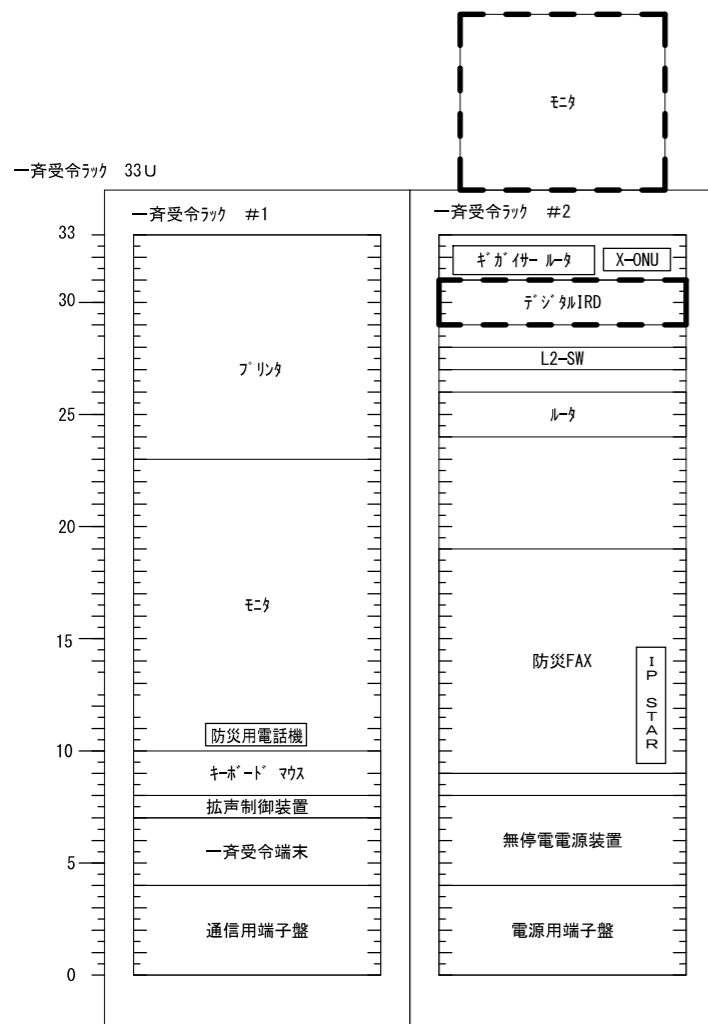 モニタ
一斉受令ラック 33U
一斉受令ラック #1
一斉受令ラック #2
33
30
25
20
15
10
5
0
プリンタ
モニタ
防災用電話機
キーボード マウス
拡声制御装置
一斉受令端末
通信用端子盤
ギガイサー ルータ
X-ONU
デジタルIRD
L2-SW
ルータ
防災FAX
IP STAR
無停電電源装置
電源用端子盤